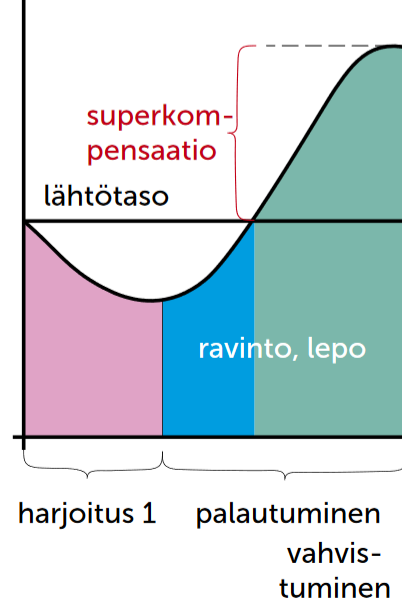 superkom-
pensaatio
lähtötaso
ravinto, lepo
harjoitus 1
palautuminen
vahvis-
tuminen